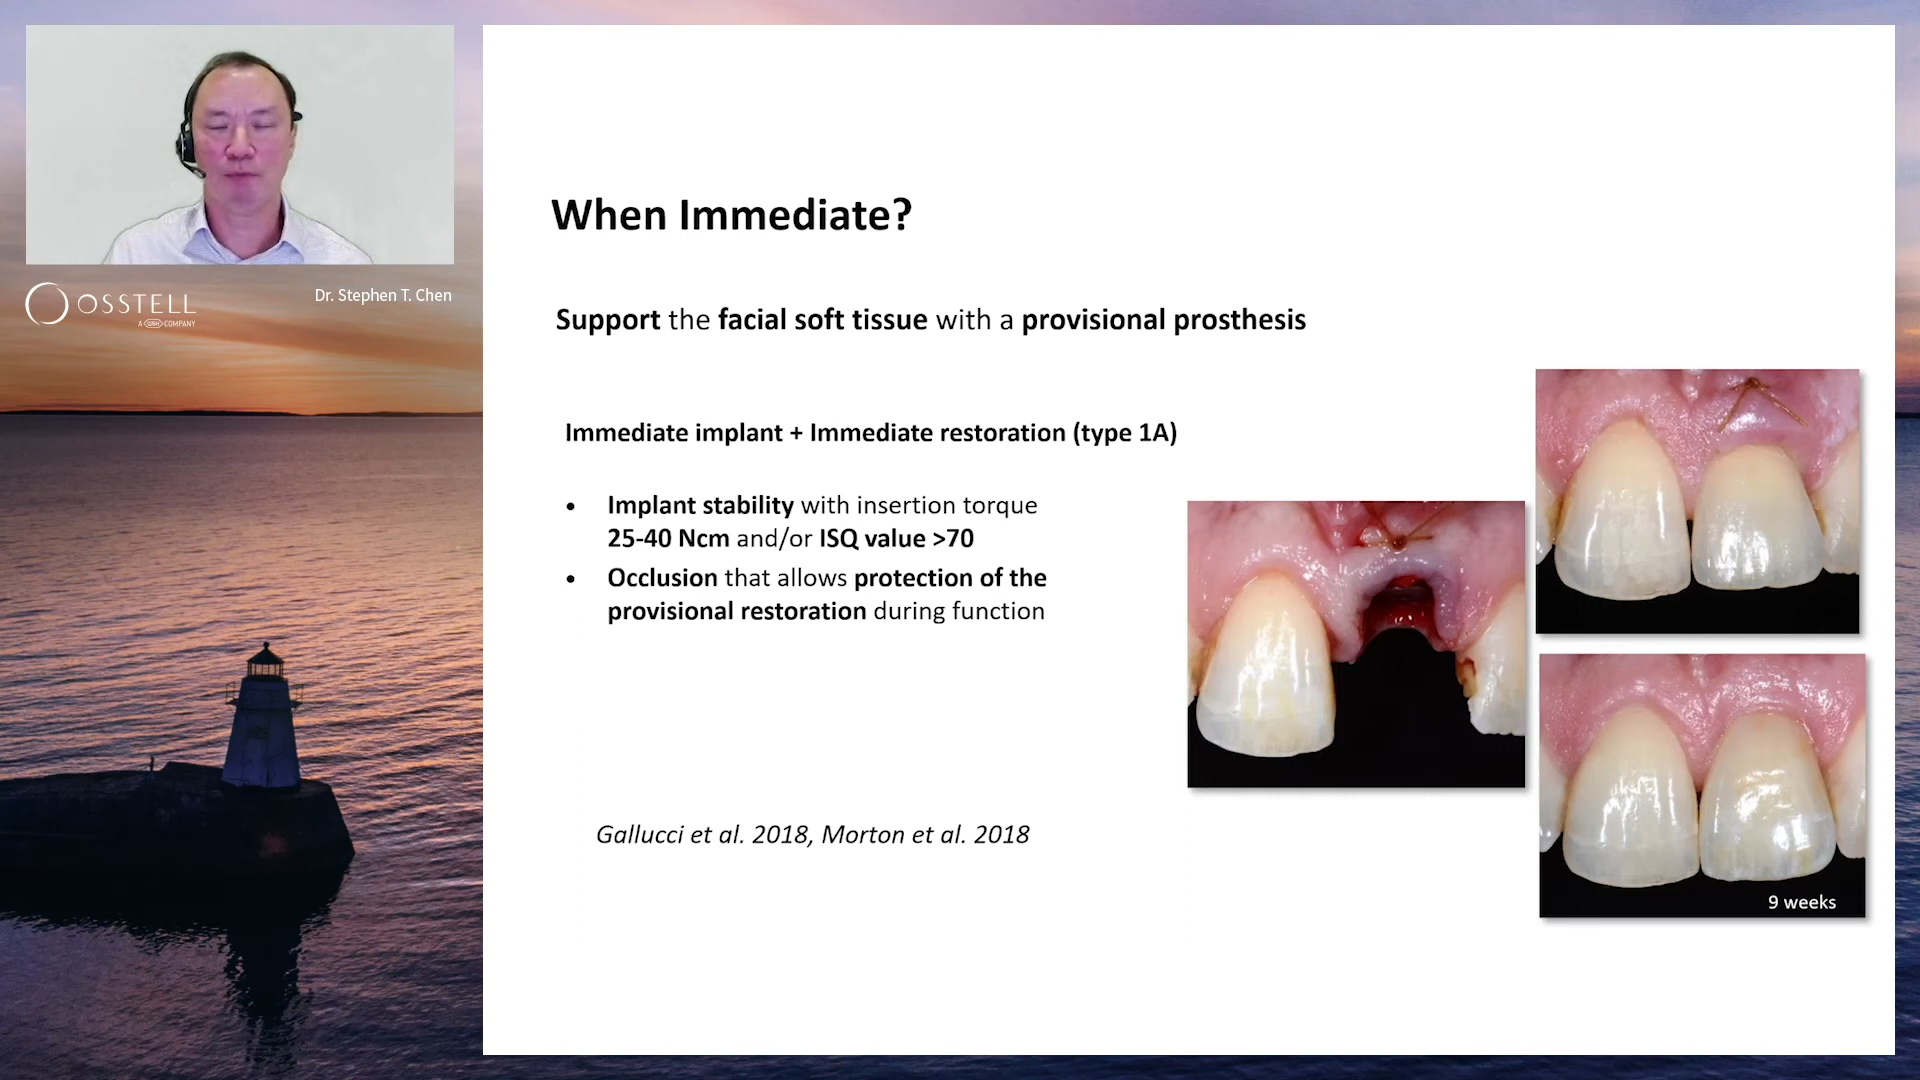 OSSTELL
A W&H COMPANY
Dr. Stephen T. Chen
When Immediate?
Support the facial soft tissue with a provisional prosthesis
Immediate implant + Immediate restoration (type 1A)
• Implant stability with insertion torque
25-40 Ncm and/or ISQ value >70
• Occlusion that allows protection of the
provisional restoration during function
Gallucci et al. 2018, Morton et al. 2018
9 weeks